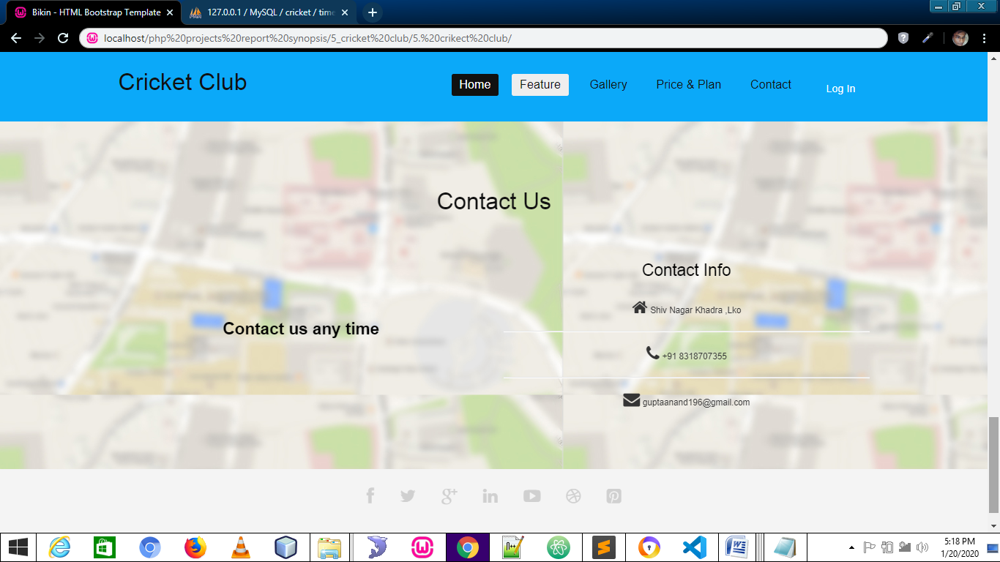 Bikin - HTML Bootstrap Template
127.0.0.1 / MySQL / cricket / time
localhost/php%20projects%20report%20synopsis/5_cricket%20club/5.%20crikect%20club/
Cricket Club
Home
Feature
Gallery
Price & Plan
Contact
Log In
Contact Us
Contact Info
Shiv Nagar Khadra ,Lko
Contact us any time
+91 8318707355
guptaanand196@gmail.com
5:18 PM
1/20/2020